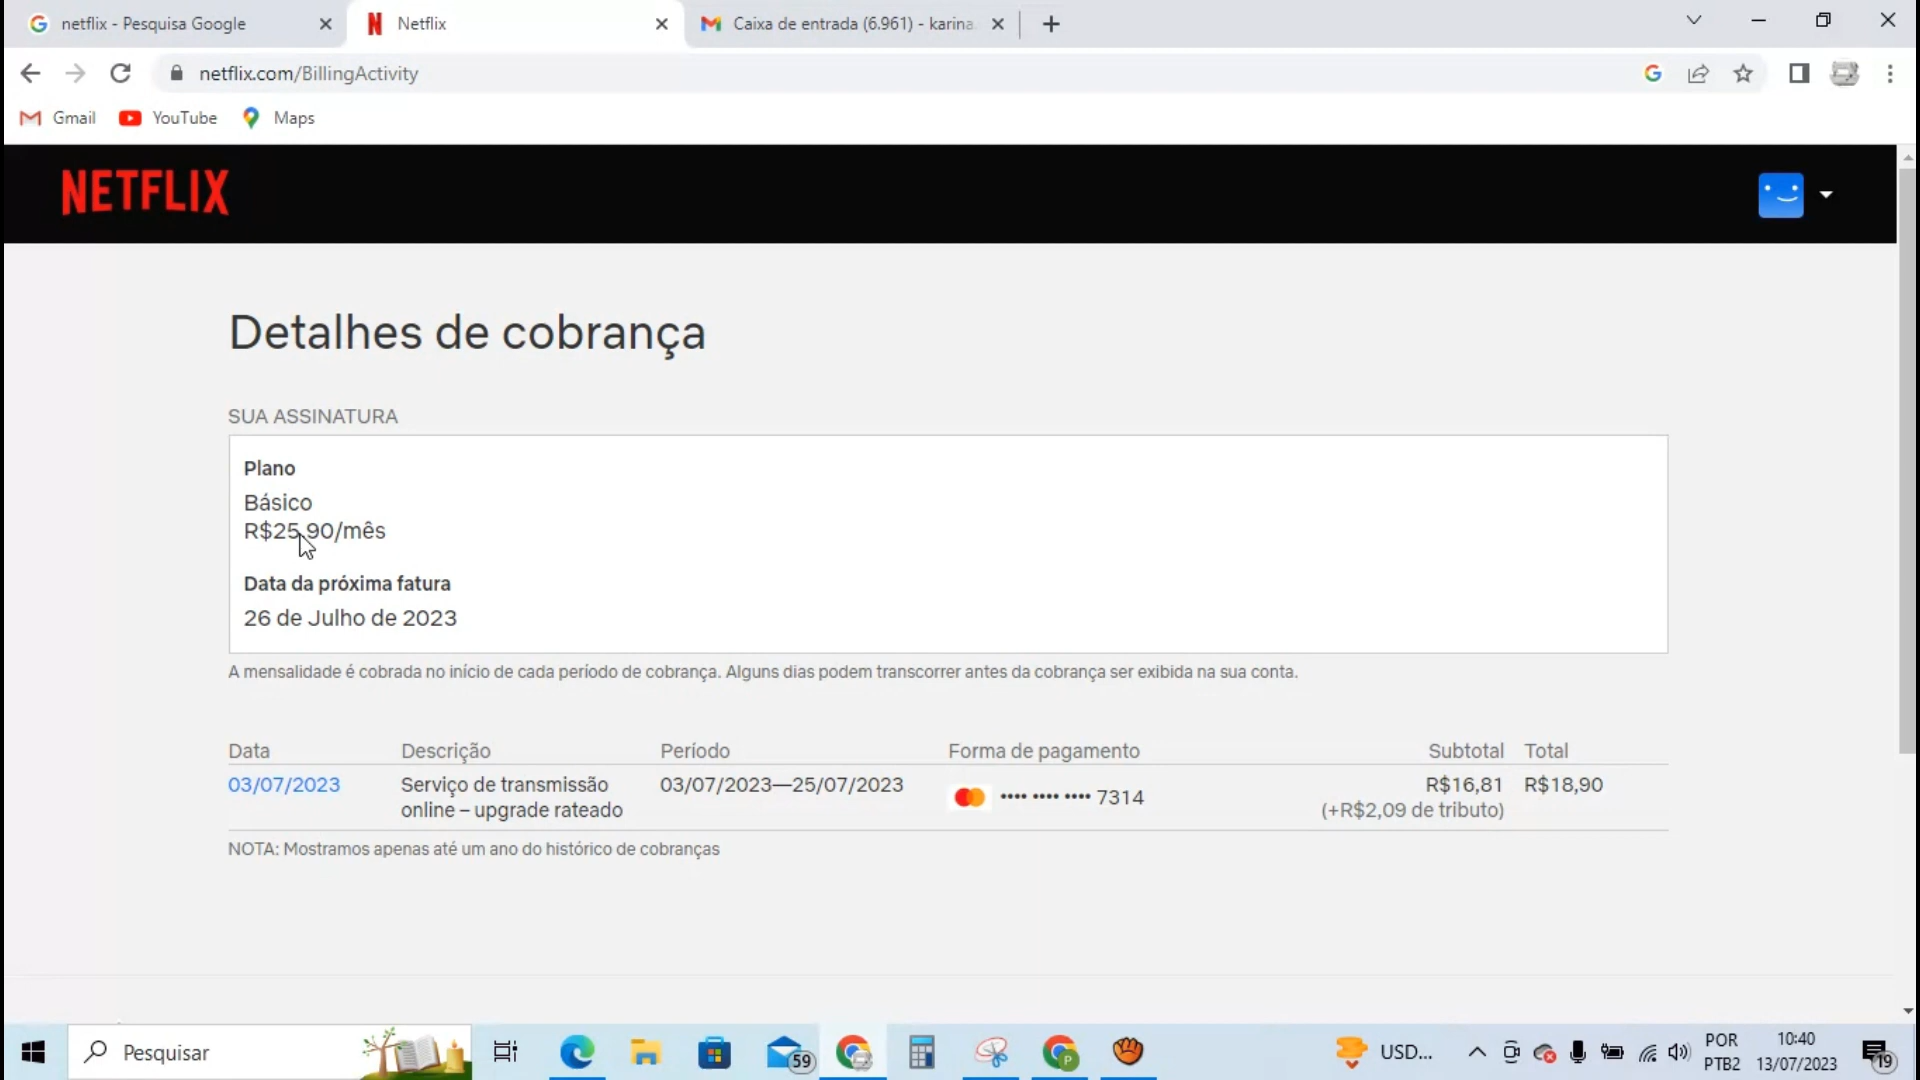 netflix - Pesquisa Google
Netflix
Caixa de entrada (6.961) - karina
netflix.com/BillingActivity
Gmail
YouTube
Maps
NETFLIX
Detalhes de cobrança
SUA ASSINATURA
Plano
Básico
R$25,90/mês
Data da próxima fatura
26 de Julho de 2023
A mensalidade é cobrada no início de cada período de cobrança. Alguns dias podem transcorrer antes da cobrança ser exibida na sua conta.
Data Descrição Período Forma de pagamento Subtotal Total
03/07/2023 Serviço de transmissão 03/07/2023—25/07/2023 •••• •••• •••• 7314 R$16,81 R$18,90
online – upgrade rateado (+R$2,09 de tributo)
NOTA: Mostramos apenas até um ano do histórico de cobranças
Pesquisar
59
P
USD...
POR
PTB2
10:40
13/07/2023
19